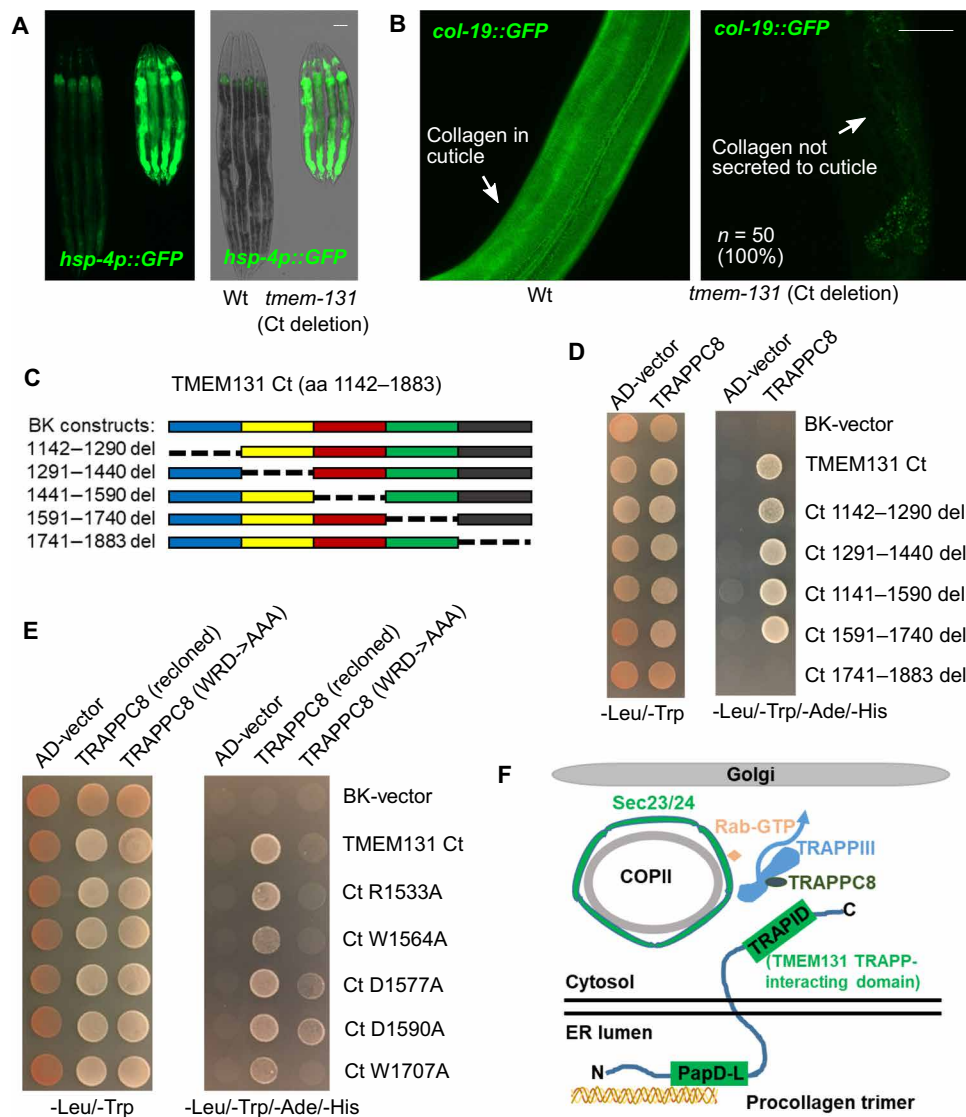 A
hsp-4p::GFP
hsp-4p::GFP
Wt tmem-131
(Ct deletion)
B
col-19::GFP
Collagen in
cuticle
Wt
col-19::GFP
Collagen not
secreted to cuticle
n = 50
(100%)
tmem-131 (Ct deletion)
C
TMEM131 Ct (aa 1142–1883)
BK constructs:
1142–1290 del
1291–1440 del
1441–1590 del
1591–1740 del
1741–1883 del
D
AD-vector
TRAPPC8
AD-vector
TRAPPC8
BK-vector
TMEM131 Ct
Ct 1142–1290 del
Ct 1291–1440 del
Ct 1141–1590 del
Ct 1591–1740 del
Ct 1741–1883 del
-Leu/-Trp
-Leu/-Trp/-Ade/-His
E
AD-vector
TRAPPC8 (recloned)
TRAPPC8 (WRD->AAA)
AD-vector
TRAPPC8 (recloned)
TRAPPC8 (WRD->AAA)
BK-vector
TMEM131 Ct
Ct R1533A
Ct W1564A
Ct D1577A
Ct D1590A
Ct W1707A
-Leu/-Trp
-Leu/-Trp/-Ade/-His
F
Golgi
Sec23/24
Rab-GTP
TRAPPIII
COPII
TRAPPC8
C
TRAPID
(TMEM131 TRAPP-
interacting domain)
Cytosol
ER lumen
N
PapD-L
Procollagen trimer